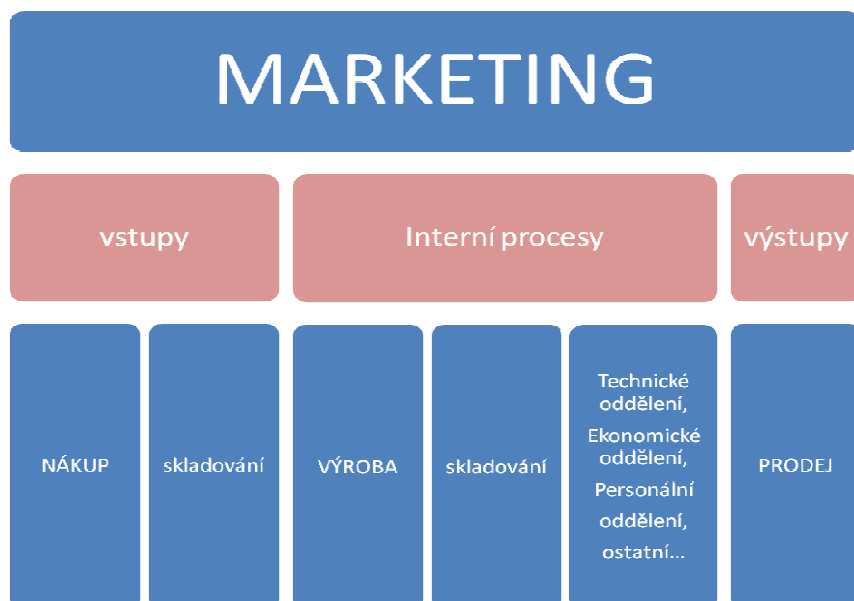 MARKETING
vstupy
Interní procesy
výstupy
NÁKUP
skladování
VÝROBA
skladování
Technické
oddělení,
Ekonomické
oddělení,
Personální
oddělení,
ostatní...
PRODEJ